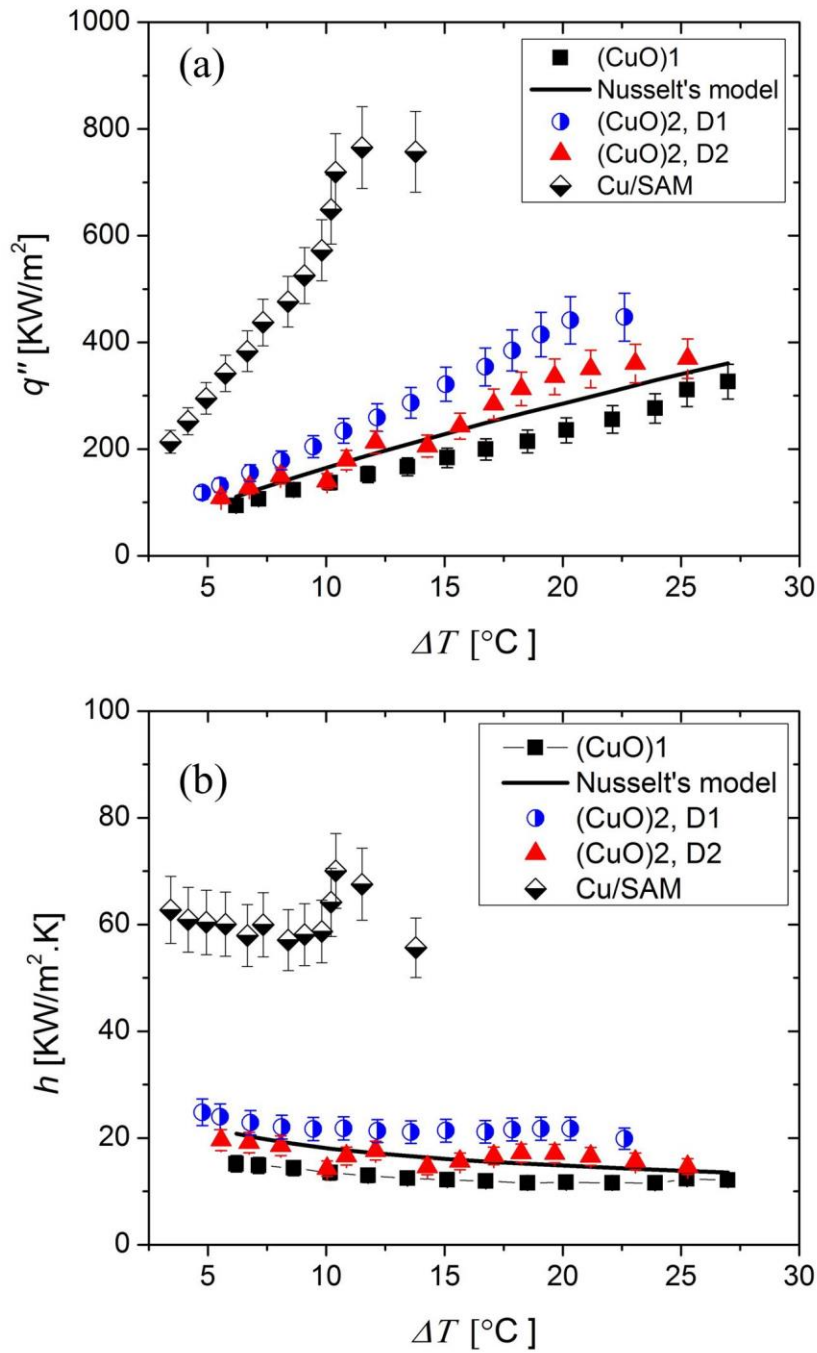 (a)
1000
800
600
400
200
0
q″ [KW/m²]
(CuO)1
Nusselt's model
(CuO)2, D1
(CuO)2, D2
Cu/SAM
5 10 15 20 25 30
ΔT [°C]
(b)
100
80
60
40
20
0
h [KW/m².K]
(CuO)1
Nusselt's model
(CuO)2, D1
(CuO)2, D2
Cu/SAM
5 10 15 20 25 30
ΔT [°C]